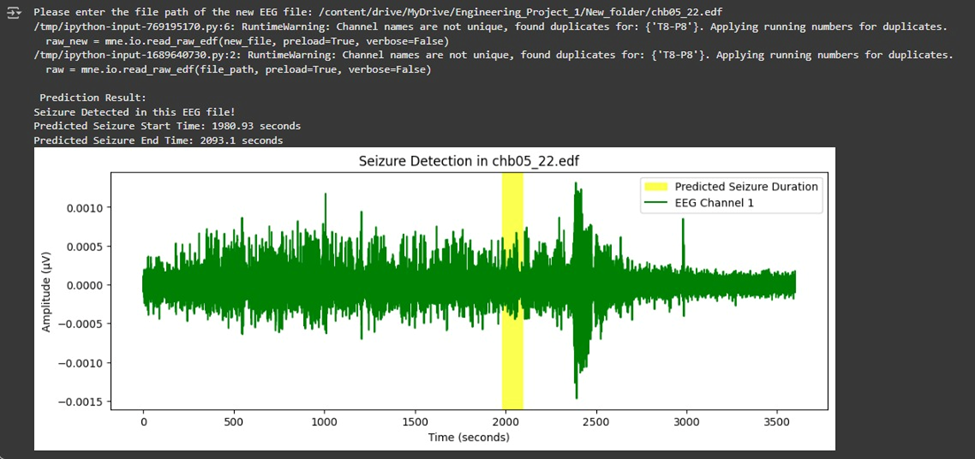 Please enter the file path of the new EEG file: /content/drive/MyDrive/Engineering_Project_1/New_folder/chb05_22.edf
/tmp/ipython-input-769195170.py:6: RuntimeWarning: Channel names are not unique, found duplicates for: {'T8-P8'}. Applying running numbers for duplicates.
raw_new = mne.io.read_raw_edf(new_file, preload=True, verbose=False)
/tmp/ipython-input-1689640730.py:2: RuntimeWarning: Channel names are not unique, found duplicates for: {'T8-P8'}. Applying running numbers for duplicates.
raw = mne.io.read_raw_edf(file_path, preload=True, verbose=False)
Prediction Result:
Seizure Detected in this EEG file!
Predicted Seizure Start Time: 1980.93 seconds
Predicted Seizure End Time: 2093.1 seconds
Seizure Detection in chb05_22.edf
Predicted Seizure Duration
EEG Channel 1
Amplitude (µV)
0.0010
0.0005
0.0000
−0.0005
−0.0010
−0.0015
0 500 1000 1500 2000 2500 3000 3500
Time (seconds)